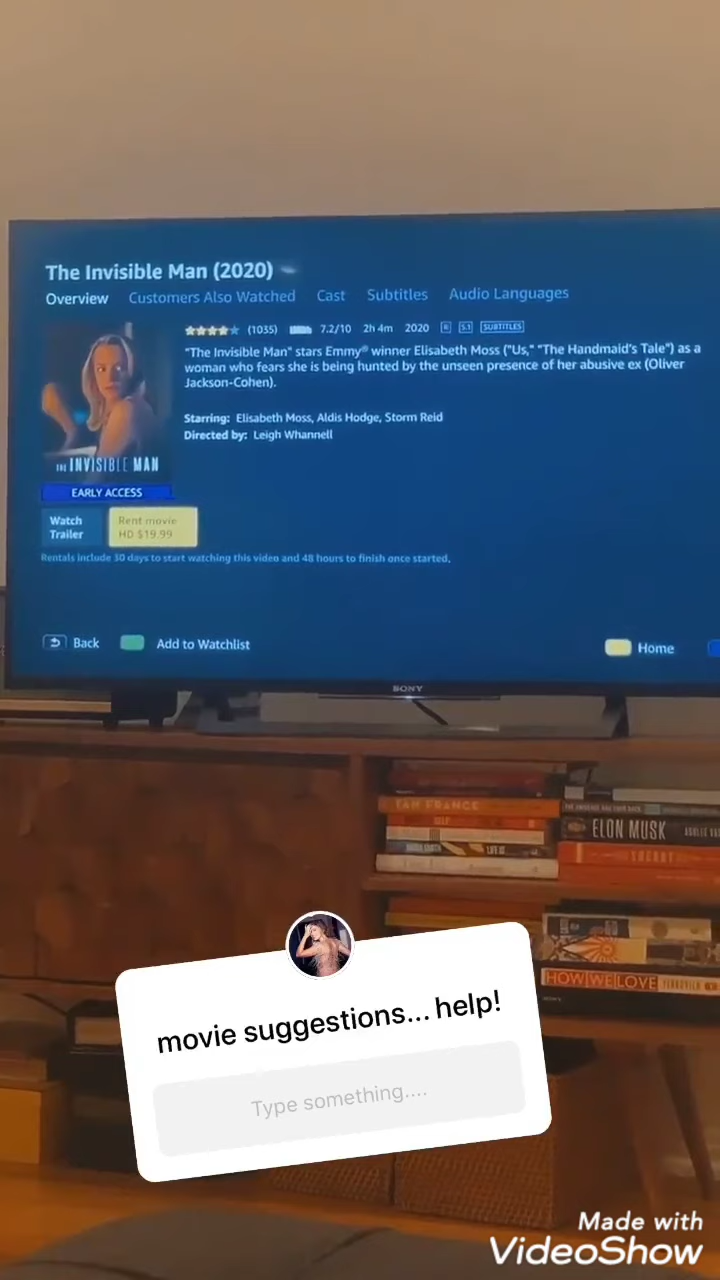 The Invisible Man (2020)
Overview Customers Also Watched Cast Subtitles Audio Languages
(1035) 7.2/10 2h 4m 2020 R 5.1 SUBTITLES
"The Invisible Man" stars Emmy® winner Elisabeth Moss ("Us," "The Handmaid's Tale") as a
woman who fears she is being hunted by the unseen presence of her abusive ex (Oliver
Jackson-Cohen).
Starring: Elisabeth Moss, Aldis Hodge, Storm Reid
Directed by: Leigh Whannell
THE INVISIBLE MAN
EARLY ACCESS
Watch
Trailer
Rent movie
HD $19.99
Rentals include 30 days to start watching this video and 48 hours to finish once started.
Back Add to Watchlist Home
SONY
TAN FRANCE
ELON MUSK
HOW WE LOVE
movie suggestions... help!
Type something....
Made with
VideoShow